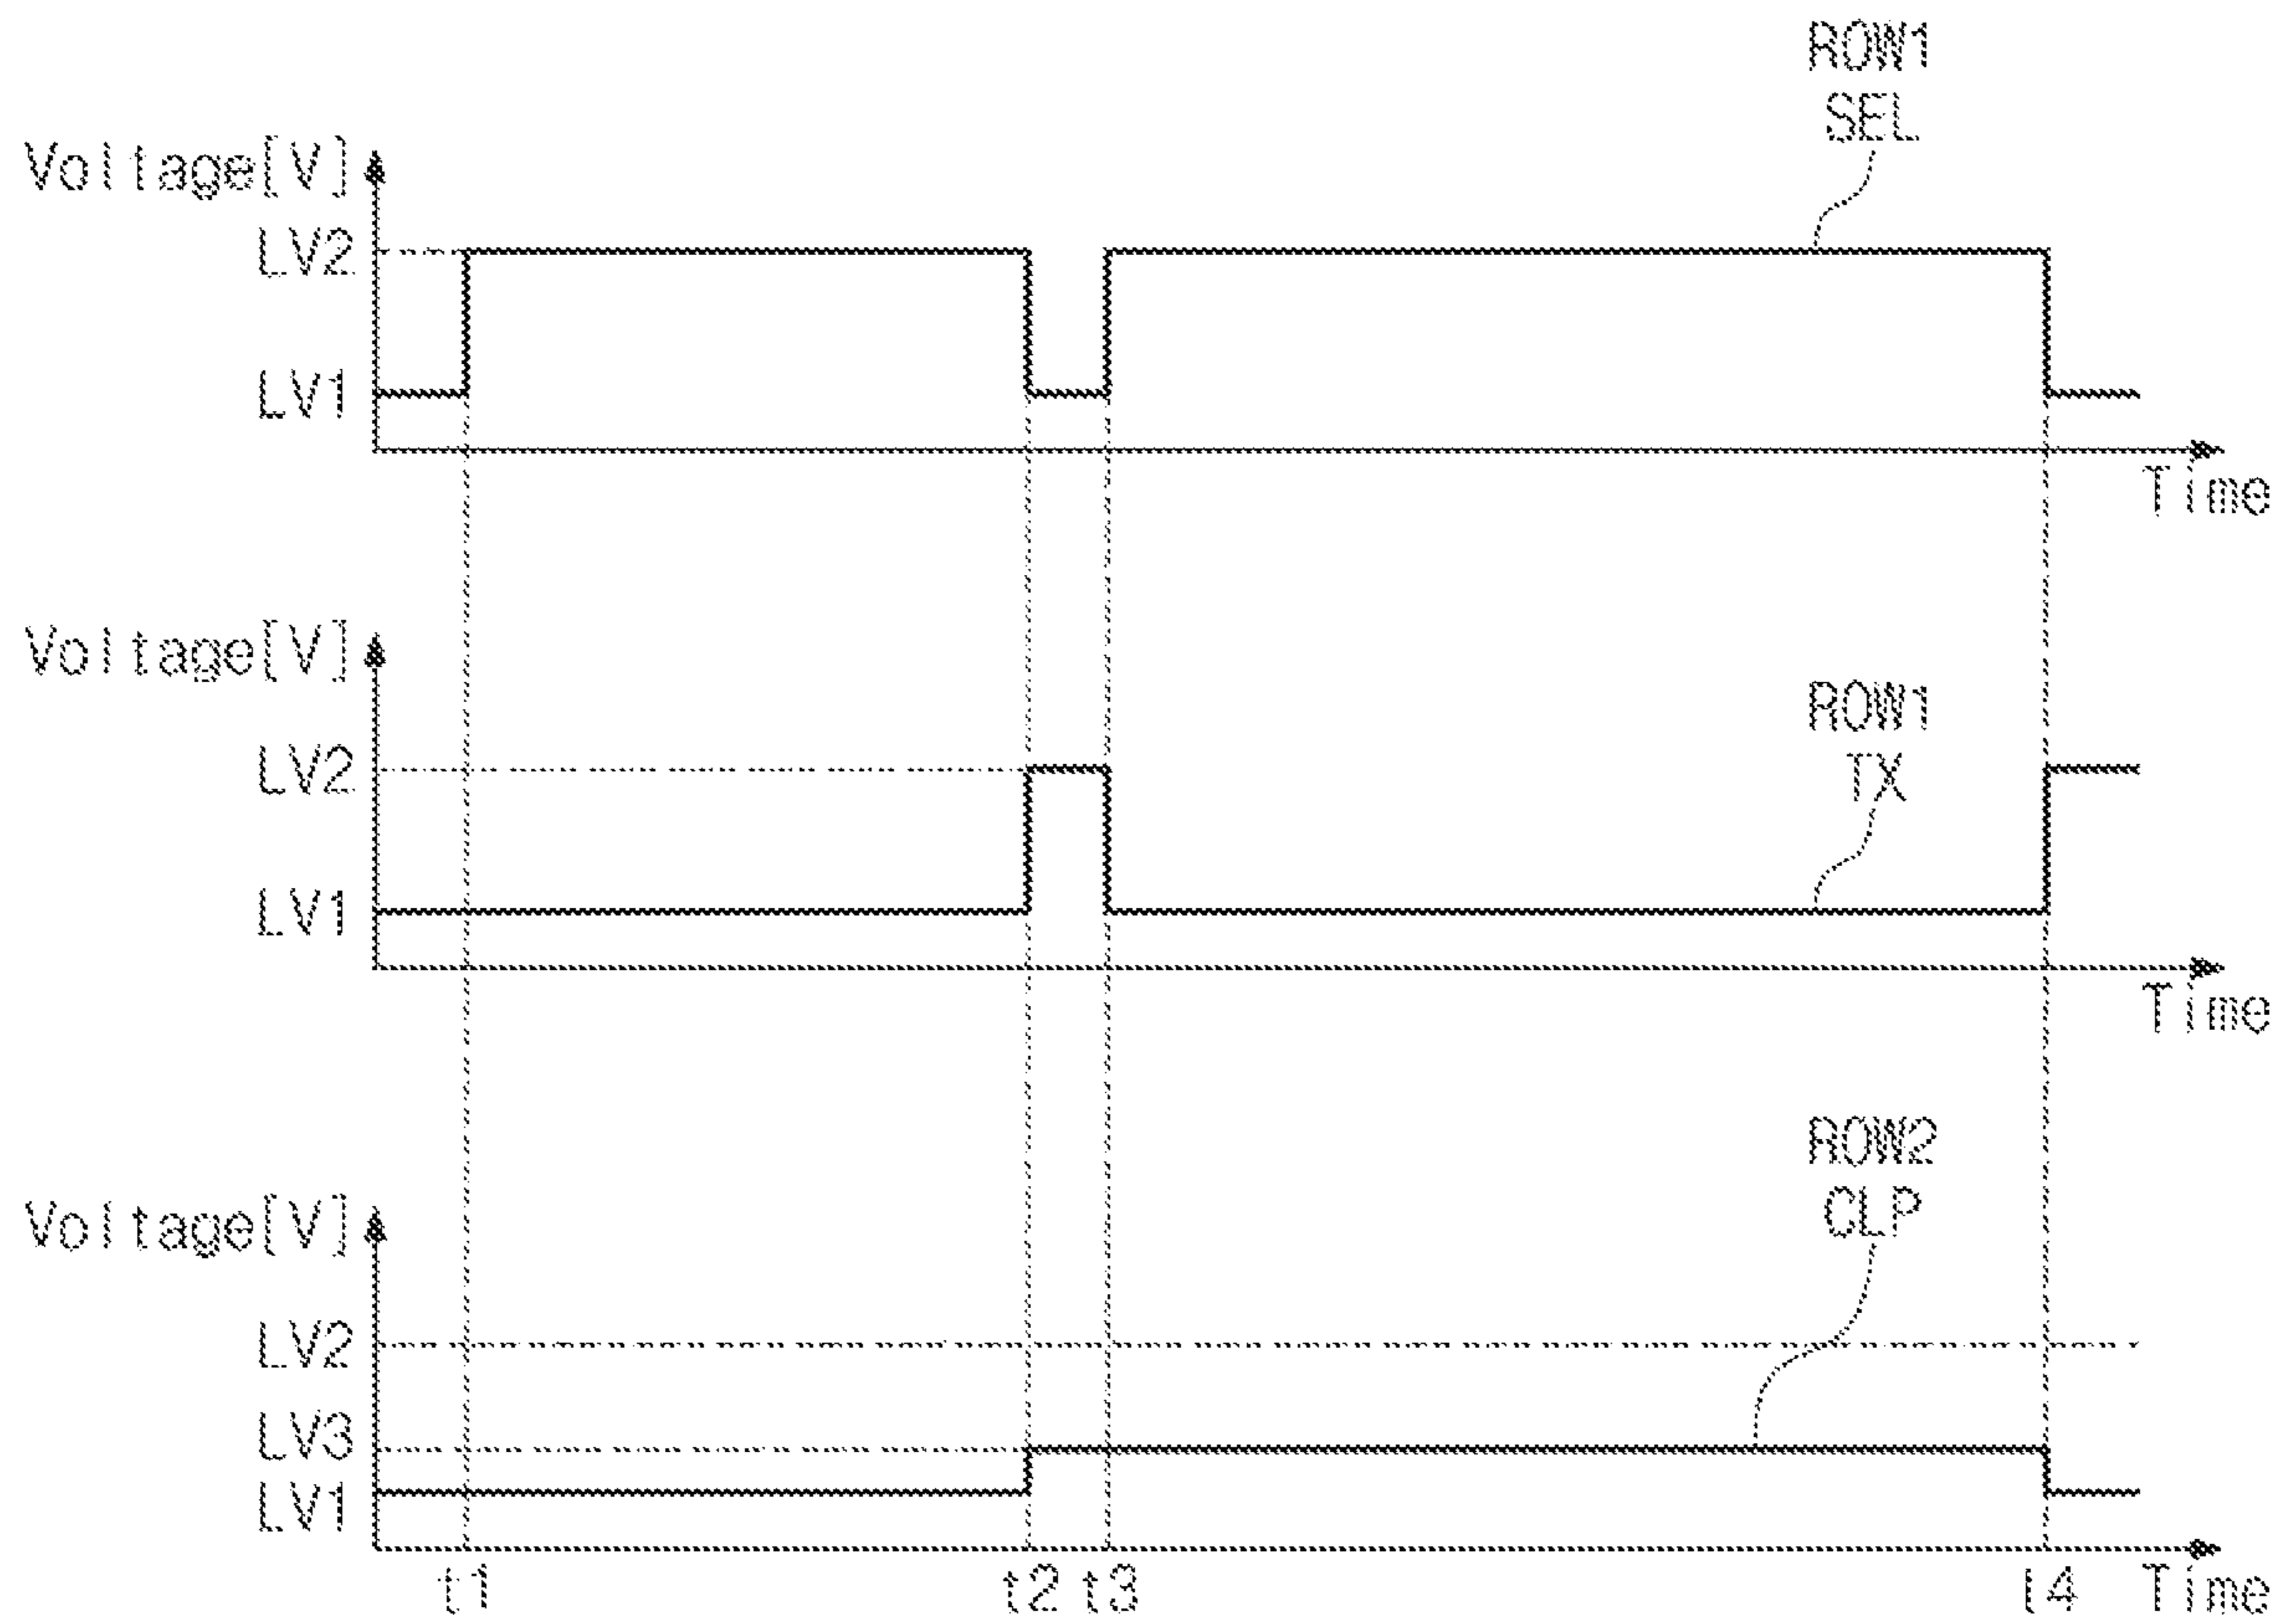 ROW1
SEL
Voltage[V]
LV2
LV1
Time
Voltage[V]
ROW1
TX
LV2
LV1
Time
ROW2
CLP
Voltage[V]
LV2
LV3
LV1
t1 t2 t3 t4 Time